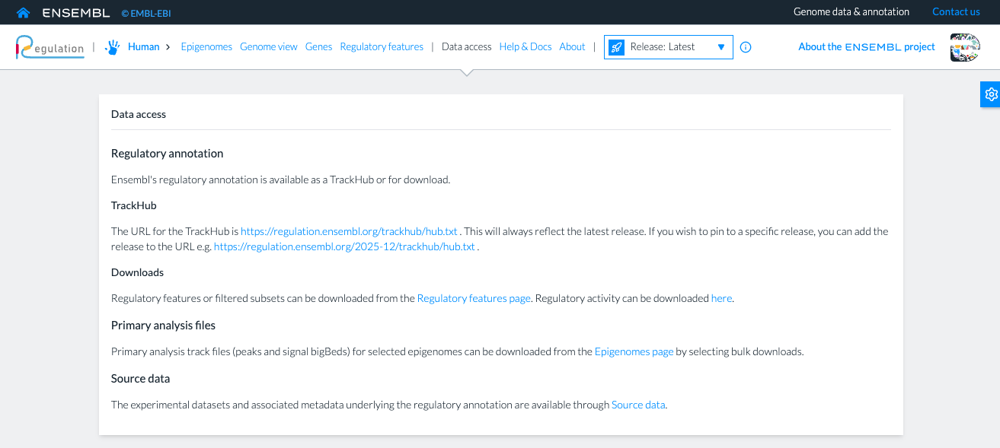 ENSEMBL © EMBL-EBI Genome data & annotation Contact us
Regulation | Human > Epigenomes Genome view Genes Regulatory features | Data access Help & Docs About | Release: Latest About the ENSEMBL project
Data access
Regulatory annotation
Ensembl's regulatory annotation is available as a TrackHub or for download.
TrackHub
The URL for the TrackHub is https://regulation.ensembl.org/trackhub/hub.txt . This will always reflect the latest release. If you wish to pin to a specific release, you can add the
release to the URL e.g. https://regulation.ensembl.org/2025-12/trackhub/hub.txt .
Downloads
Regulatory features or filtered subsets can be downloaded from the Regulatory features page. Regulatory activity can be downloaded here.
Primary analysis files
Primary analysis track files (peaks and signal bigBeds) for selected epigenomes can be downloaded from the Epigenomes page by selecting bulk downloads.
Source data
The experimental datasets and associated metadata underlying the regulatory annotation are available through Source data.